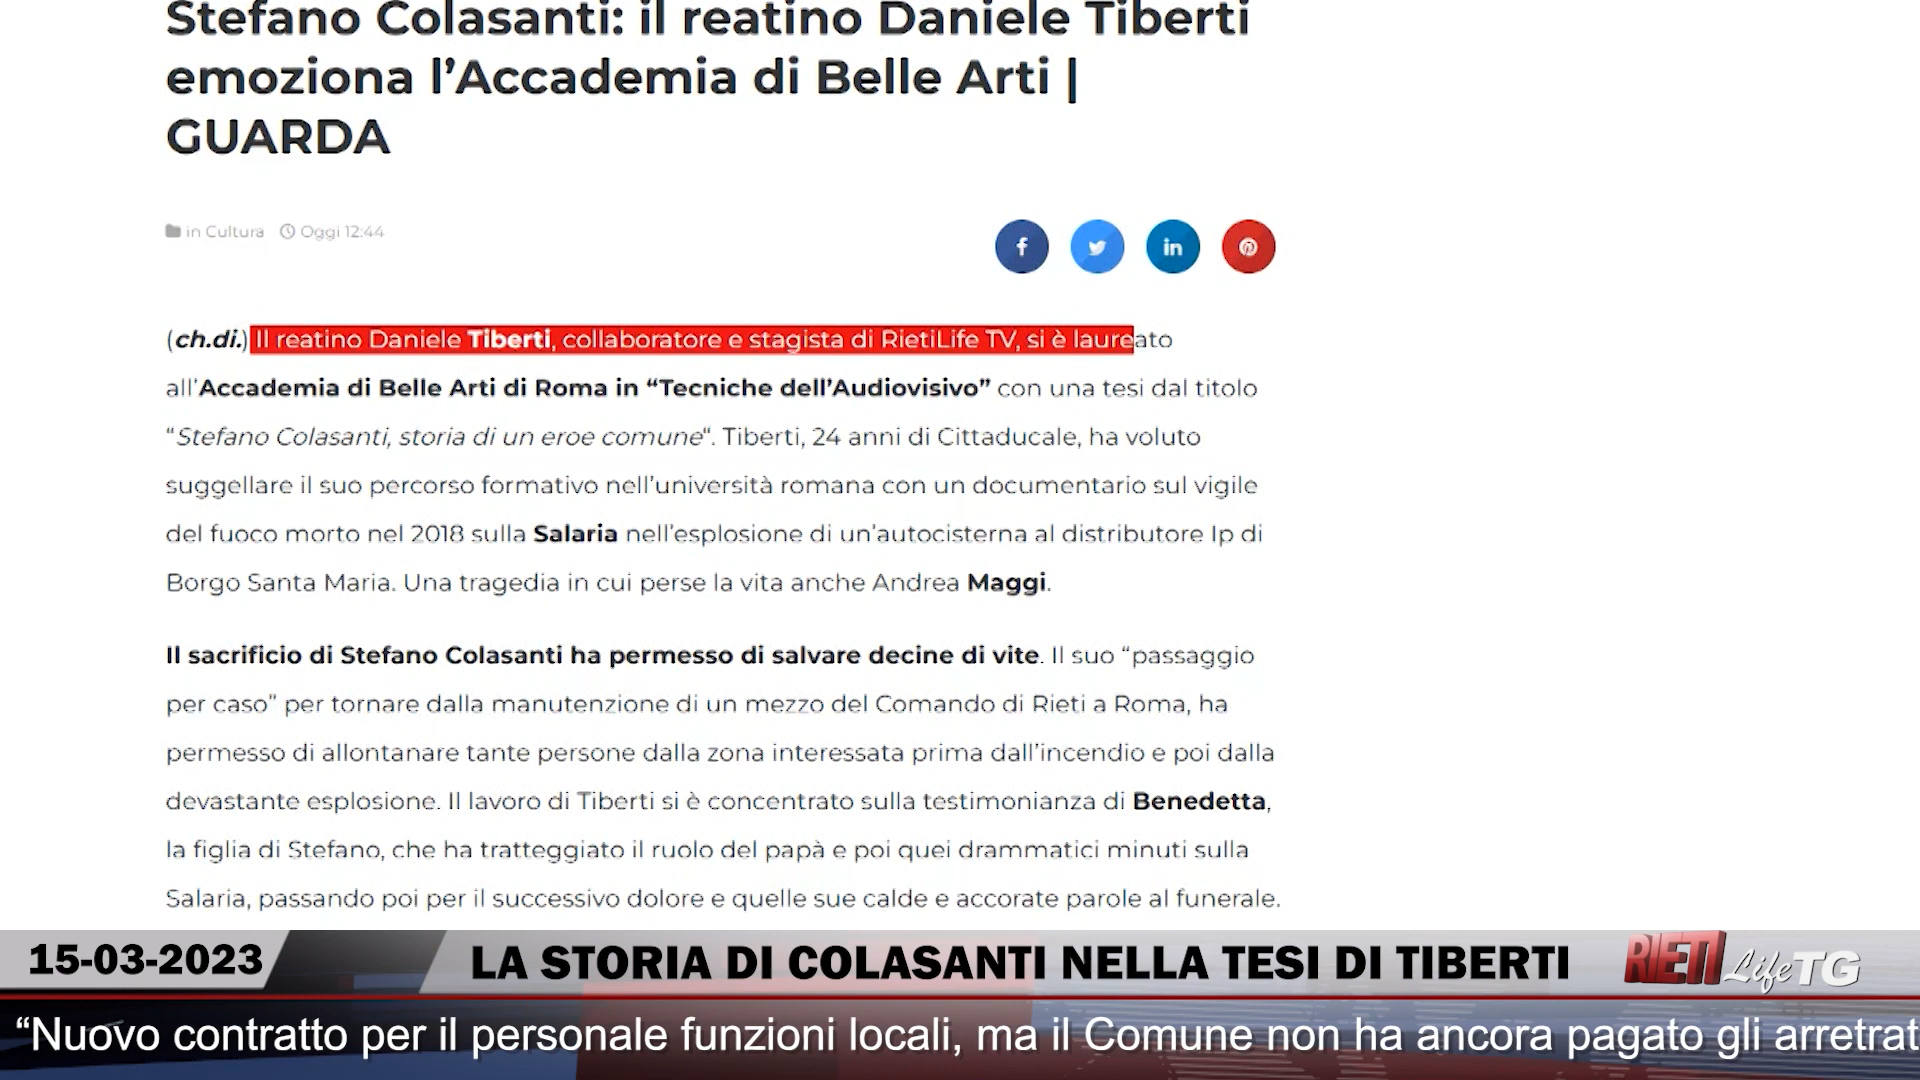 Stefano Colasanti: il reatino Daniele Tiberti
emoziona l’Accademia di Belle Arti |
GUARDA
in Cultura Oggi 12:44
(ch.di.) Il reatino Daniele Tiberti, collaboratore e stagista di RietiLife TV, si è laureato
all’Accademia di Belle Arti di Roma in “Tecniche dell’Audiovisivo” con una tesi dal titolo
“Stefano Colasanti, storia di un eroe comune“. Tiberti, 24 anni di Cittaducale, ha voluto
suggellare il suo percorso formativo nell’università romana con un documentario sul vigile
del fuoco morto nel 2018 sulla Salaria nell’esplosione di un’autocisterna al distributore Ip di
Borgo Santa Maria. Una tragedia in cui perse la vita anche Andrea Maggi.
Il sacrificio di Stefano Colasanti ha permesso di salvare decine di vite. Il suo “passaggio
per caso” per tornare dalla manutenzione di un mezzo del Comando di Rieti a Roma, ha
permesso di allontanare tante persone dalla zona interessata prima dall’incendio e poi dalla
devastante esplosione. Il lavoro di Tiberti si è concentrato sulla testimonianza di Benedetta,
la figlia di Stefano, che ha tratteggiato il ruolo del papà e poi quei drammatici minuti sulla
Salaria, passando poi per il successivo dolore e quelle sue calde e accorate parole al funerale.
15-03-2023
LA STORIA DI COLASANTI NELLA TESI DI TIBERTI
RIETI Life TG
“Nuovo contratto per il personale funzioni locali, ma il Comune non ha ancora pagato gli arretrat